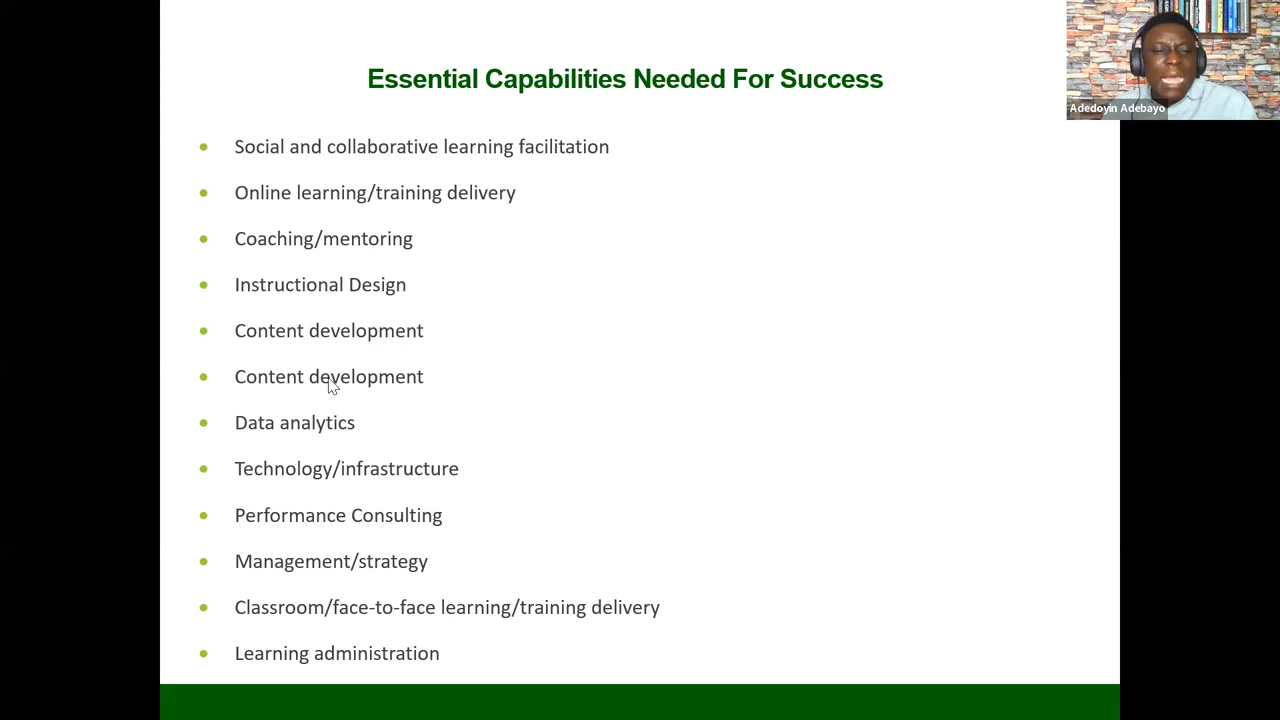 Essential Capabilities Needed For Success
Adedoyin Adebayo
Social and collaborative learning facilitation
Online learning/training delivery
Coaching/mentoring
Instructional Design
Content development
Content development
Data analytics
Technology/infrastructure
Performance Consulting
Management/strategy
Classroom/face-to-face learning/training delivery
Learning administration